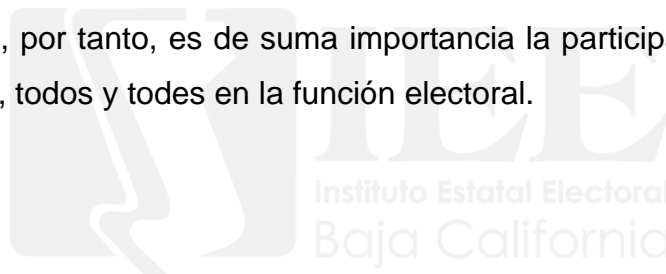 , por tanto, es de suma importancia la particip
, todos y todes en la función electoral.
IEE
Instituto Estatal Electoral
Baja California